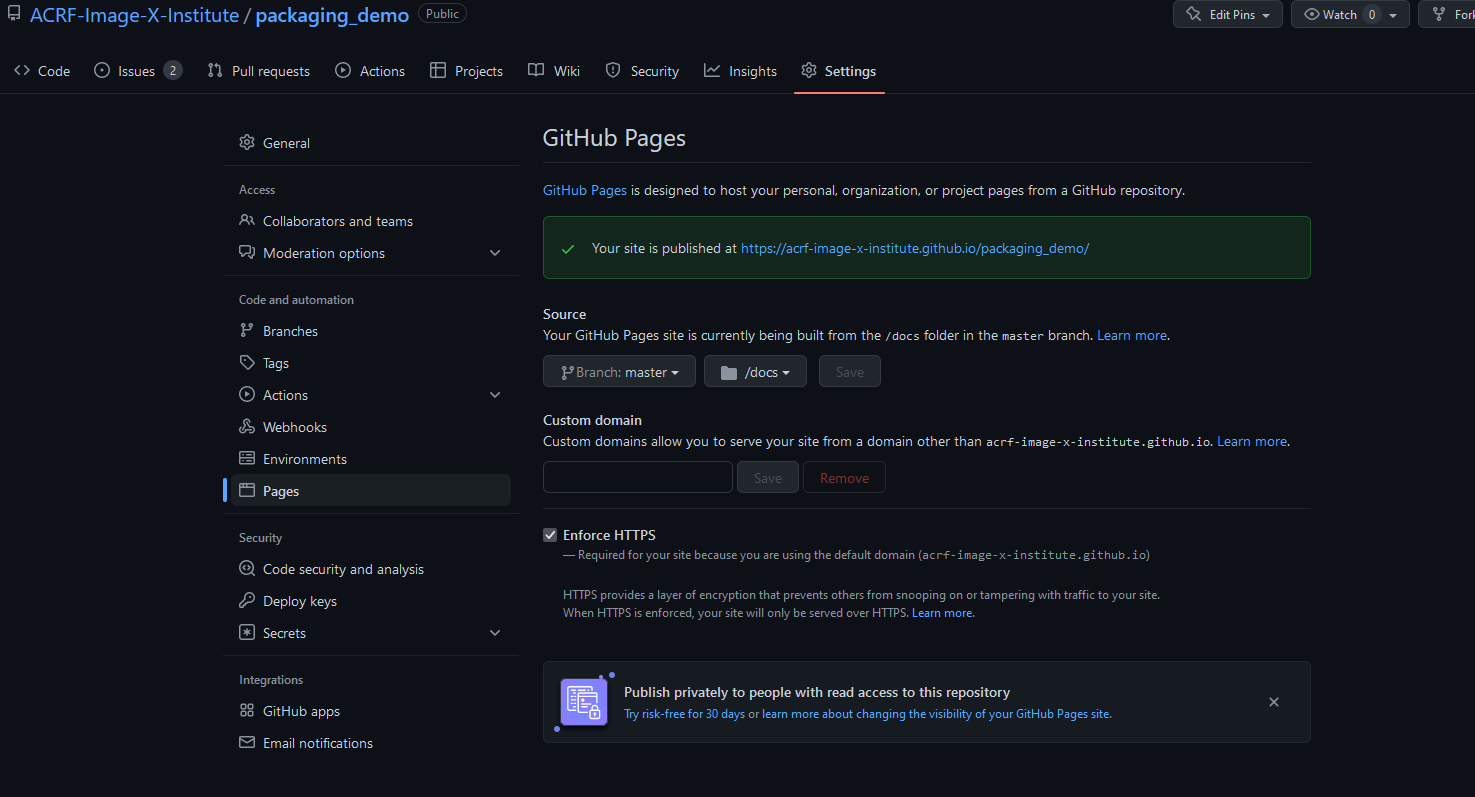 ACRF-Image-X-Institute / packaging_demo Public
Edit Pins Watch 0 Fork
Code Issues 2 Pull requests Actions Projects Wiki Security Insights Settings
General
Access
Collaborators and teams
Moderation options
Code and automation
Branches
Tags
Actions
Webhooks
Environments
Pages
Security
Code security and analysis
Deploy keys
Secrets
Integrations
GitHub apps
Email notifications
GitHub Pages
GitHub Pages is designed to host your personal, organization, or project pages from a GitHub repository.
Your site is published at https://acrf-image-x-institute.github.io/packaging_demo/
Source
Your GitHub Pages site is currently being built from the /docs folder in the master branch. Learn more.
Branch: master /docs Save
Custom domain
Custom domains allow you to serve your site from a domain other than acrf-image-x-institute.github.io. Learn more.
Save Remove
Enforce HTTPS
— Required for your site because you are using the default domain (acrf-image-x-institute.github.io)
HTTPS provides a layer of encryption that prevents others from snooping on or tampering with traffic to your site.
When HTTPS is enforced, your site will only be served over HTTPS. Learn more.
Publish privately to people with read access to this repository
Try risk-free for 30 days or learn more about changing the visibility of your GitHub Pages site.